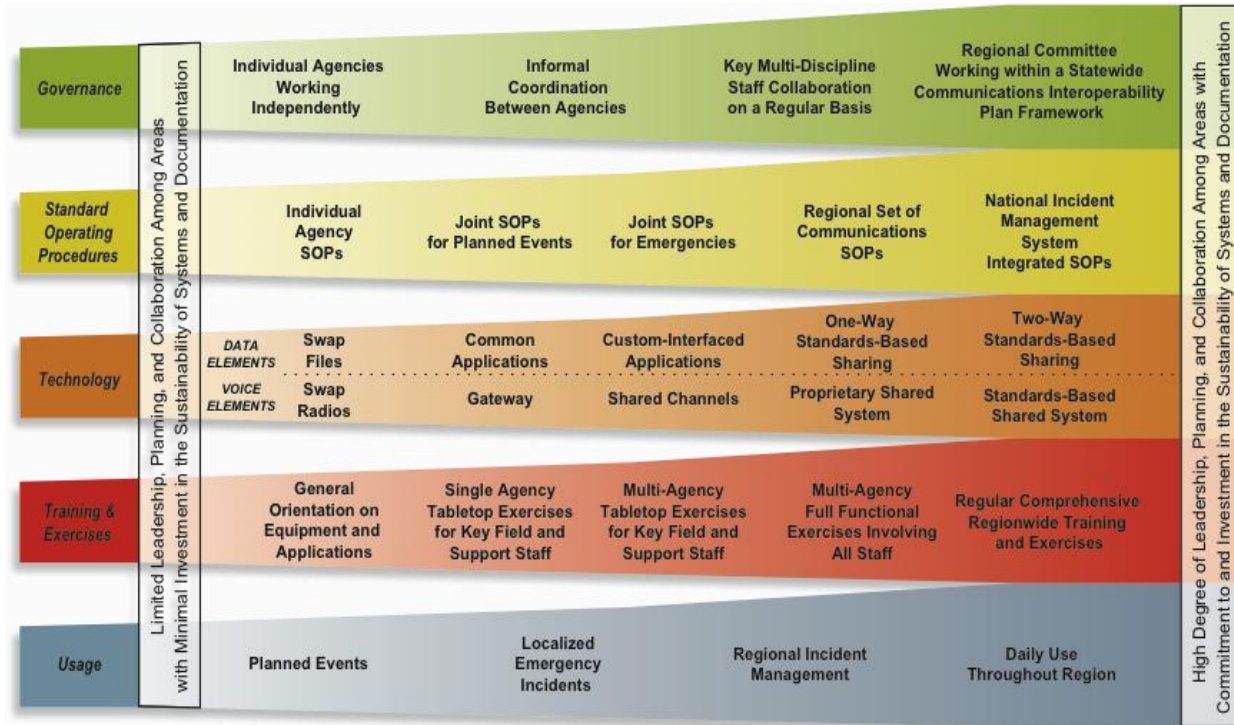 Limited Leadership, Planning, and Collaboration Among Areas
with Minimal Investment in the Sustainability of Systems and Documentation
Governance
Individual Agencies
Working
Independently
Informal
Coordination
Between Agencies
Key Multi-Discipline
Staff Collaboration
on a Regular Basis
Regional Committee
Working within a Statewide
Communications Interoperability
Plan Framework
Standard
Operating
Procedures
Individual
Agency
SOPs
Joint SOPs
for Planned Events
Joint SOPs
for Emergencies
Regional Set of
Communications
SOPs
National Incident
Management
System
Integrated SOPs
Technology
DATA
ELEMENTS
Swap
Files
Common
Applications
Custom-Interfaced
Applications
One-Way
Standards-Based
Sharing
Two-Way
Standards-Based
Sharing
VOICE
ELEMENTS
Swap
Radios
Gateway
Shared Channels
Proprietary Shared
System
Standards-Based
Shared System
Training &
Exercises
General
Orientation on
Equipment and
Applications
Single Agency
Tabletop Exercises
for Key Field and
Support Staff
Multi-Agency
Tabletop Exercises
for Key Field and
Support Staff
Multi-Agency
Full Functional
Exercises Involving
All Staff
Regular Comprehensive
Regionwide Training
and Exercises
Usage
Planned Events
Localized
Emergency
Incidents
Regional Incident
Management
Daily Use
Throughout Region
High Degree of Leadership, Planning, and Collaboration Among Areas with
Commitment to and Investment in the Sustainability of Systems and Documentation